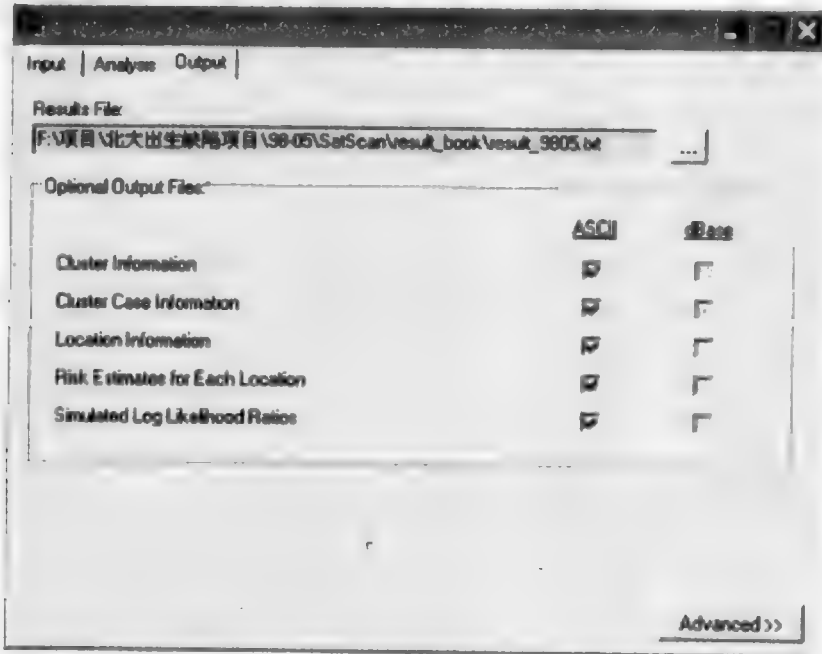 Input | Analysis Output |
Results File:
F:\项目\北大出生缺陷项目\98-05\SatScan\result_book\result_9805.txt
...
Optional Output Files:
ASCII dBase
Cluster Information
Cluster Case Information
Location Information
Risk Estimates for Each Location
Simulated Log Likelihood Ratios
Advanced >>